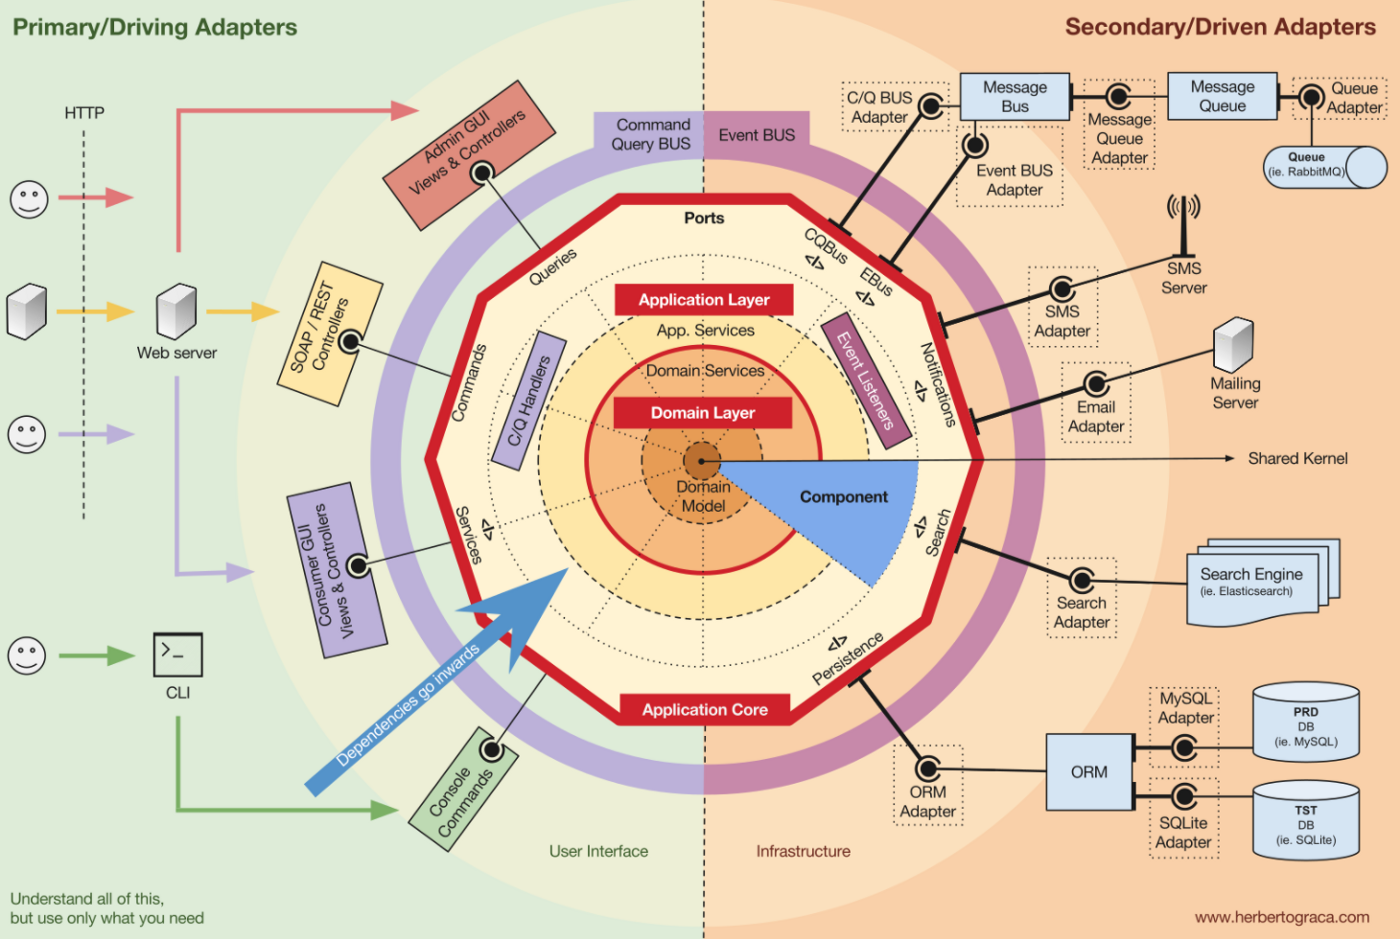 Primary/Driving Adapters
Secondary/Driven Adapters
HTTP
Web server
CLI
Admin GUI
Views & Controllers
SOAP / REST
Controllers
Consumer GUI
Views & Controllers
Console
Commands
Dependencies go inwards
Command
Query BUS
Event BUS
Ports
Queries
Commands
Services
</>
CQBus
</>
EBus
</>
Notifications
</>
Search
</>
Persistence
</>
Application Layer
App. Services
Domain Services
Domain Layer
Domain
Model
C/Q Handlers
Event Listeners
Component
Application Core
Shared Kernel
C/Q BUS
Adapter
Message
Bus
Message
Queue
Adapter
Message
Queue
Queue
Adapter
Queue
(ie. RabbitMQ)
Event BUS
Adapter
SMS
Server
SMS
Adapter
Mailing
Server
Email
Adapter
Search
Adapter
Search Engine
(ie. Elasticsearch)
ORM
Adapter
ORM
MySQL
Adapter
PRD
DB
(ie. MySQL)
SQLite
Adapter
TST
DB
(ie. SQLite)
User Interface
Infrastructure
Understand all of this,
but use only what you need
www.herbertograca.com